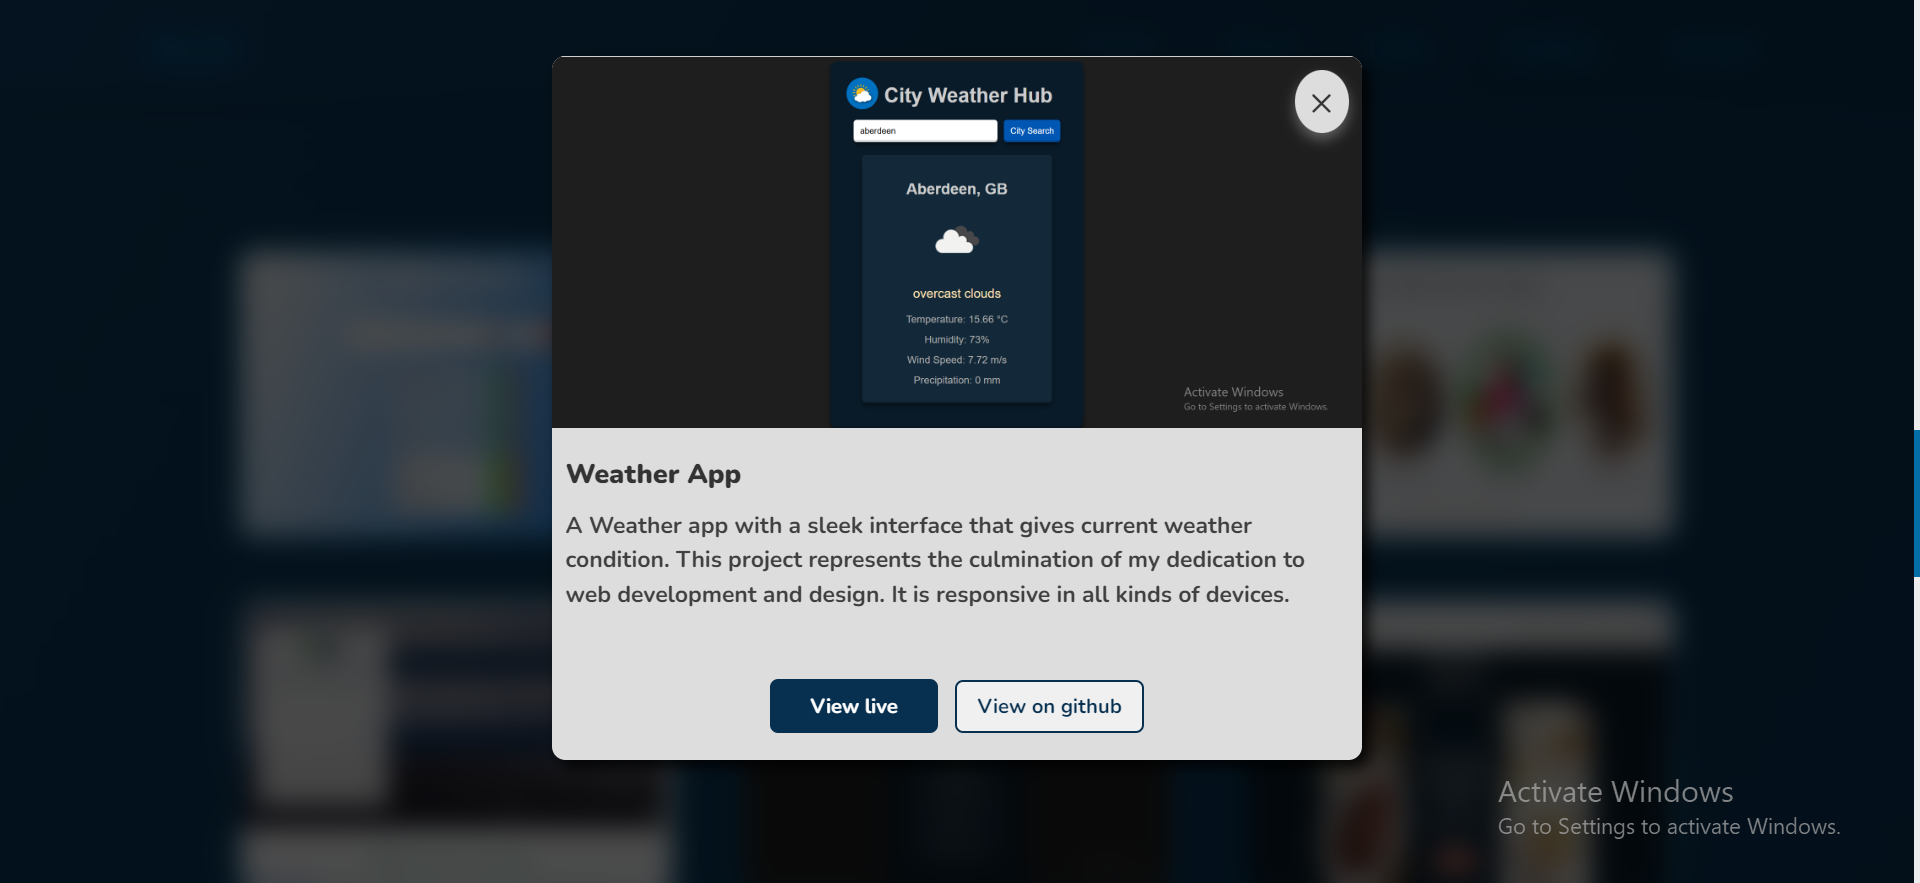 City Weather Hub
aberdeen
City Search
Aberdeen, GB
overcast clouds
Temperature: 15.66 °C
Humidity: 73%
Wind Speed: 7.72 m/s
Precipitation: 0 mm
Activate Windows
Go to Settings to activate Windows.
Weather App
A Weather app with a sleek interface that gives current weather
condition. This project represents the culmination of my dedication to
web development and design. It is responsive in all kinds of devices.
View live
View on github
Activate Windows
Go to Settings to activate Windows.